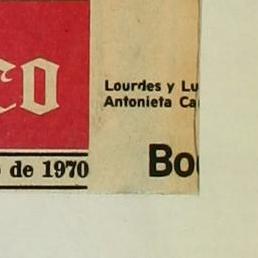 co
Lourdes y Lu
Antonieta Ca
de 1970
Bo